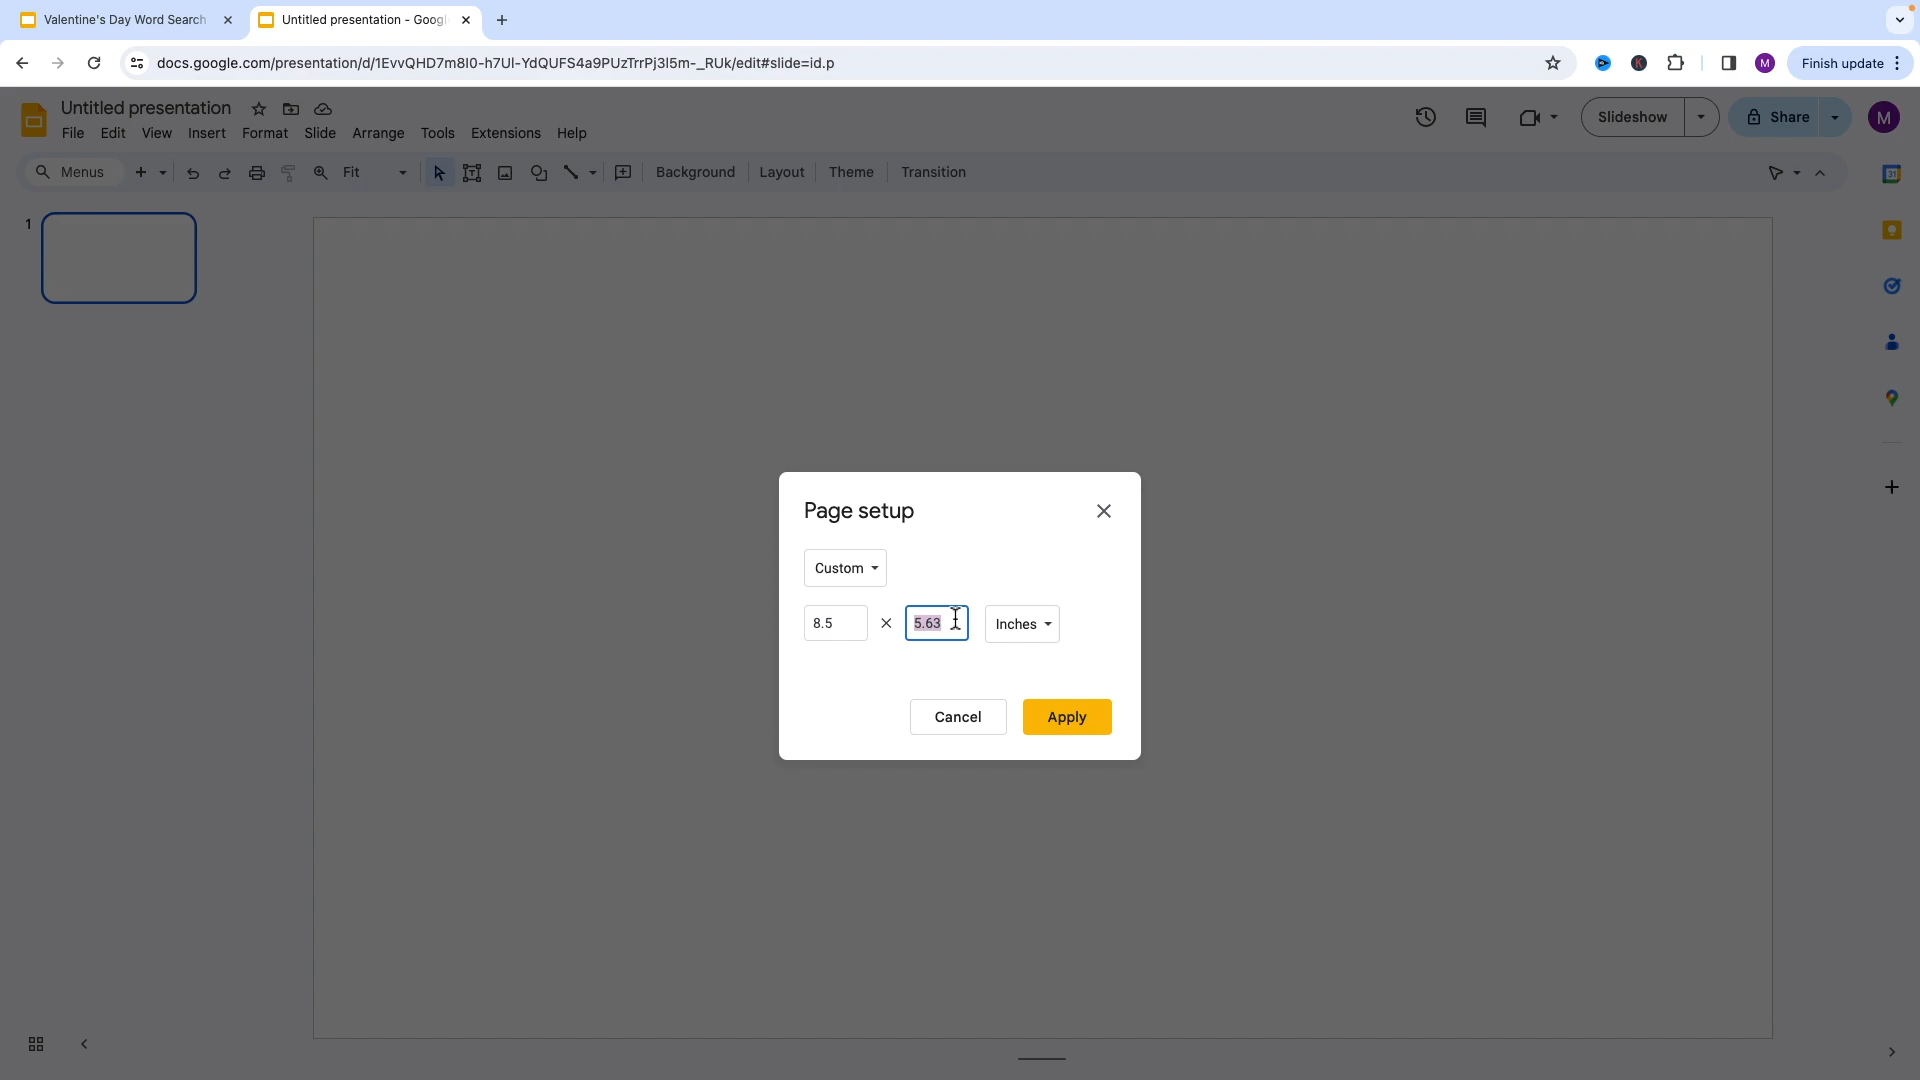 Valentine's Day Word Search
Untitled presentation - Googl
docs.google.com/presentation/d/1EvvQHD7m8I0-h7Ul-YdQUFS4a9PUzTrrPj3l5m-_RUk/edit#slide=id.p
K
M
Finish update
Untitled presentation
File Edit View Insert Format Slide Arrange Tools Extensions Help
Slideshow
Share
M
Menus
Fit
Background
Layout
Theme
Transition
31
1
Page setup
Custom
8.5 × 5.63 Inches
Cancel
Apply